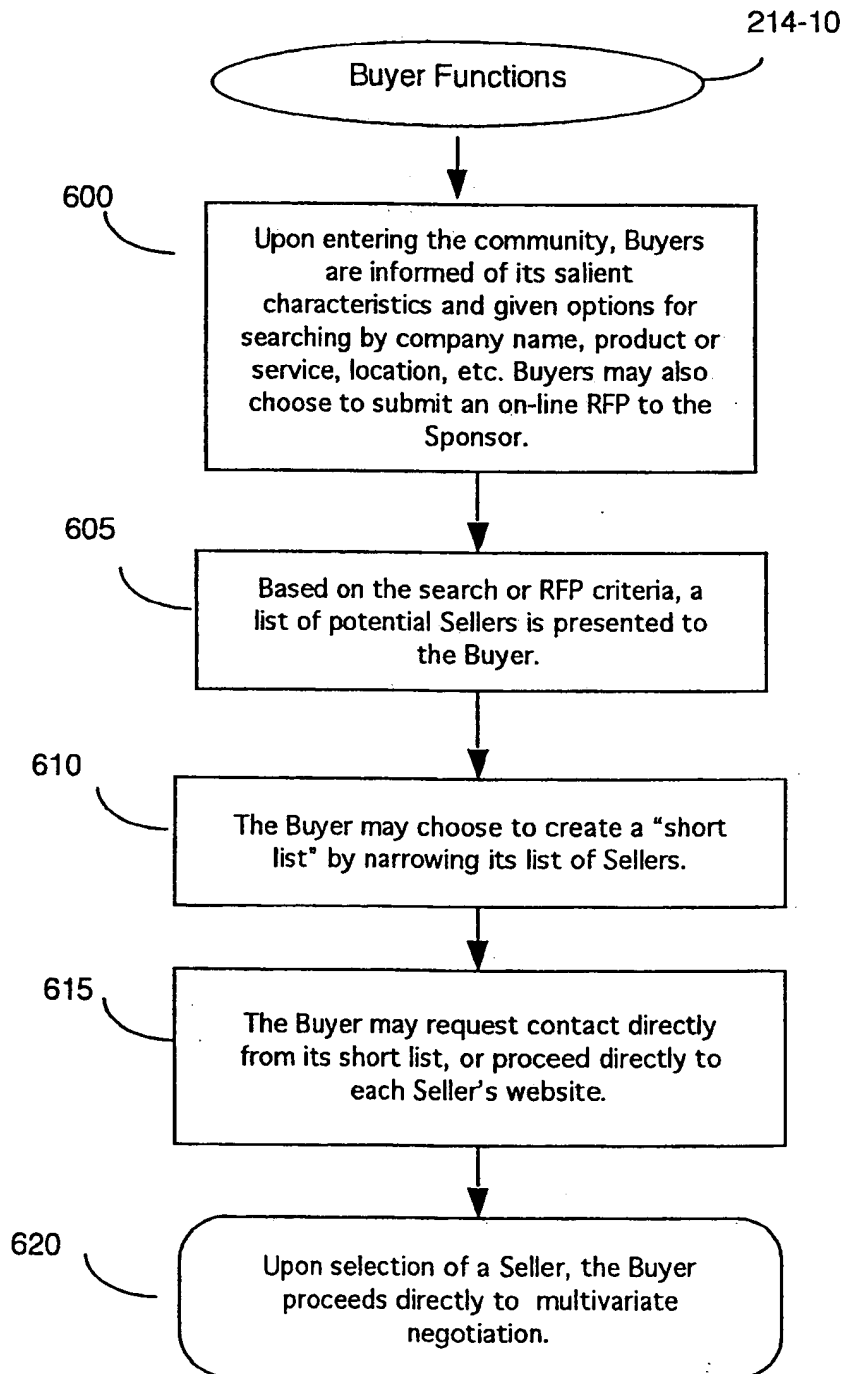 214-10
Buyer Functions
600
Upon entering the community, Buyers
are informed of its salient
characteristics and given options for
searching by company name, product or
service, location, etc. Buyers may also
choose to submit an on-line RFP to the
Sponsor.
605
Based on the search or RFP criteria, a
list of potential Sellers is presented to
the Buyer.
610
The Buyer may choose to create a “short
list” by narrowing its list of Sellers.
615
The Buyer may request contact directly
from its short list, or proceed directly to
each Seller's website.
620
Upon selection of a Seller, the Buyer
proceeds directly to multivariate
negotiation.